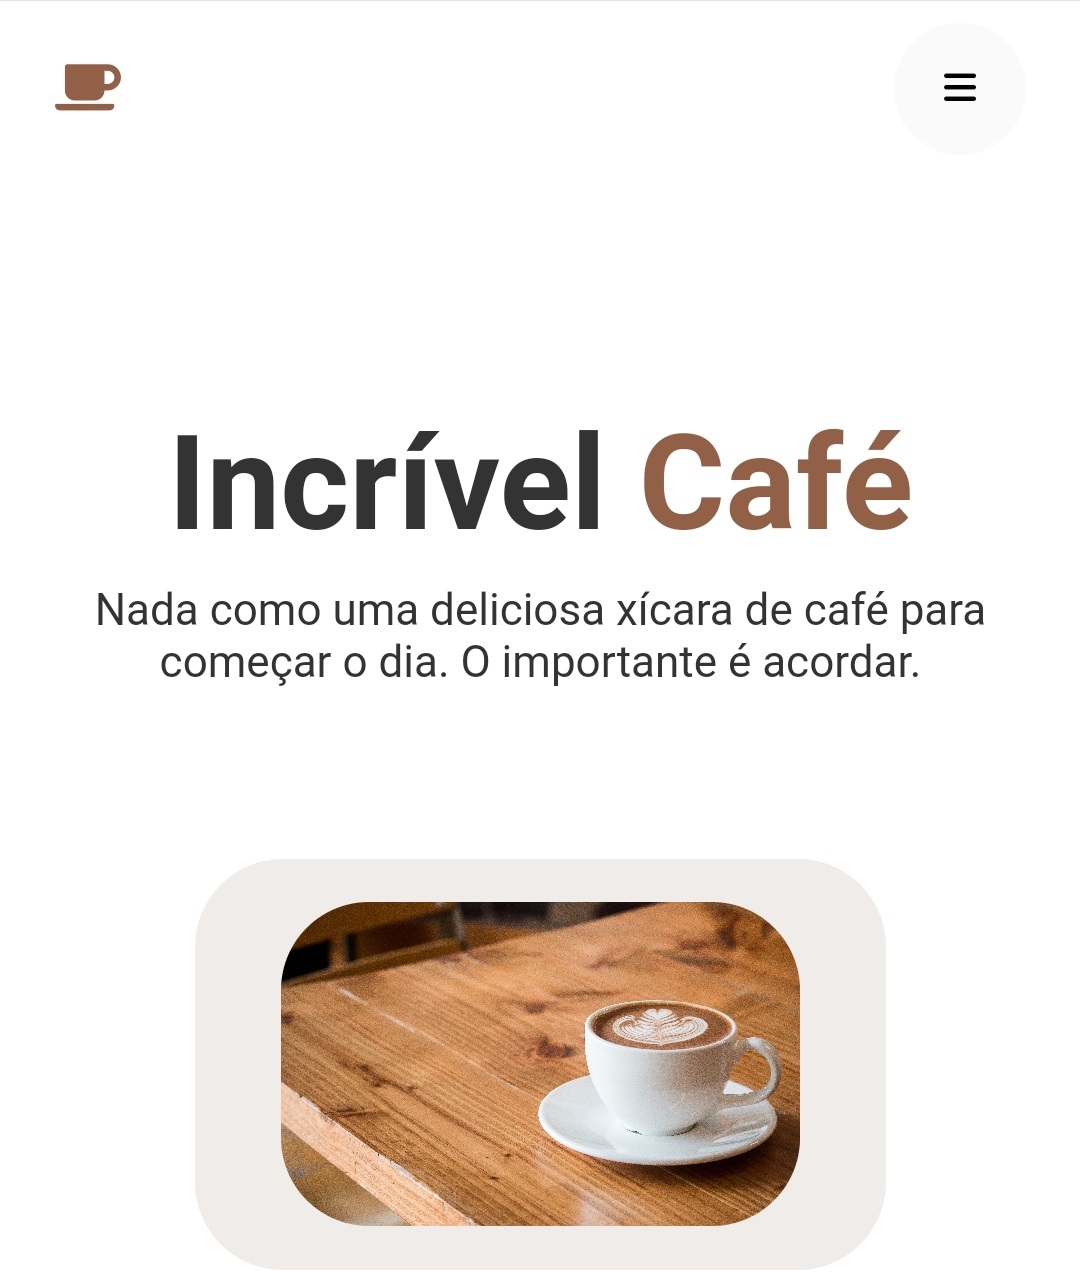 Incrível Café
Nada como uma deliciosa xícara de café para
começar o dia. O importante é acordar.